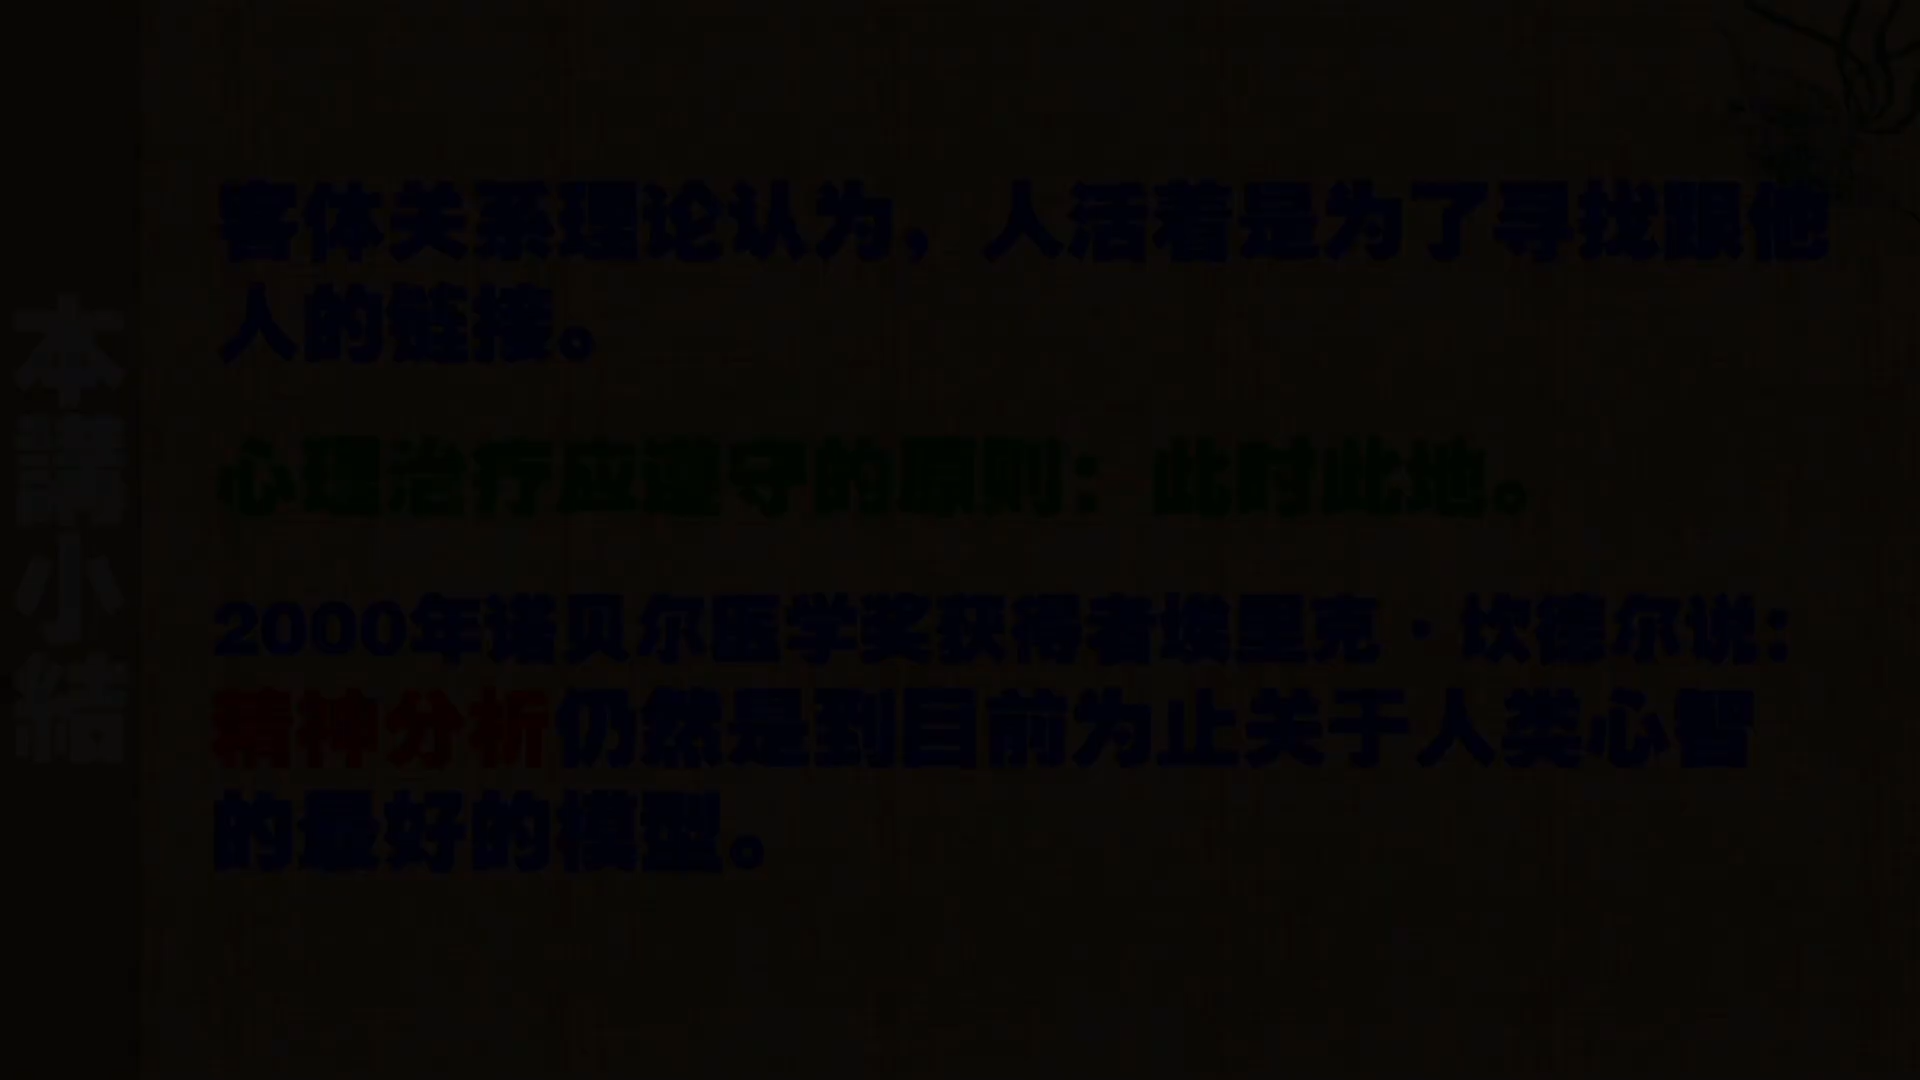 本講小結
客体关系理论认为，人活着是为了寻找跟他
人的链接。
心理治疗应遵守的原则：此时此地。
2000年诺贝尔医学奖获得者埃里克·坎德尔说：
精神分析仍然是到目前为止关于人类心智
的最好的模型。